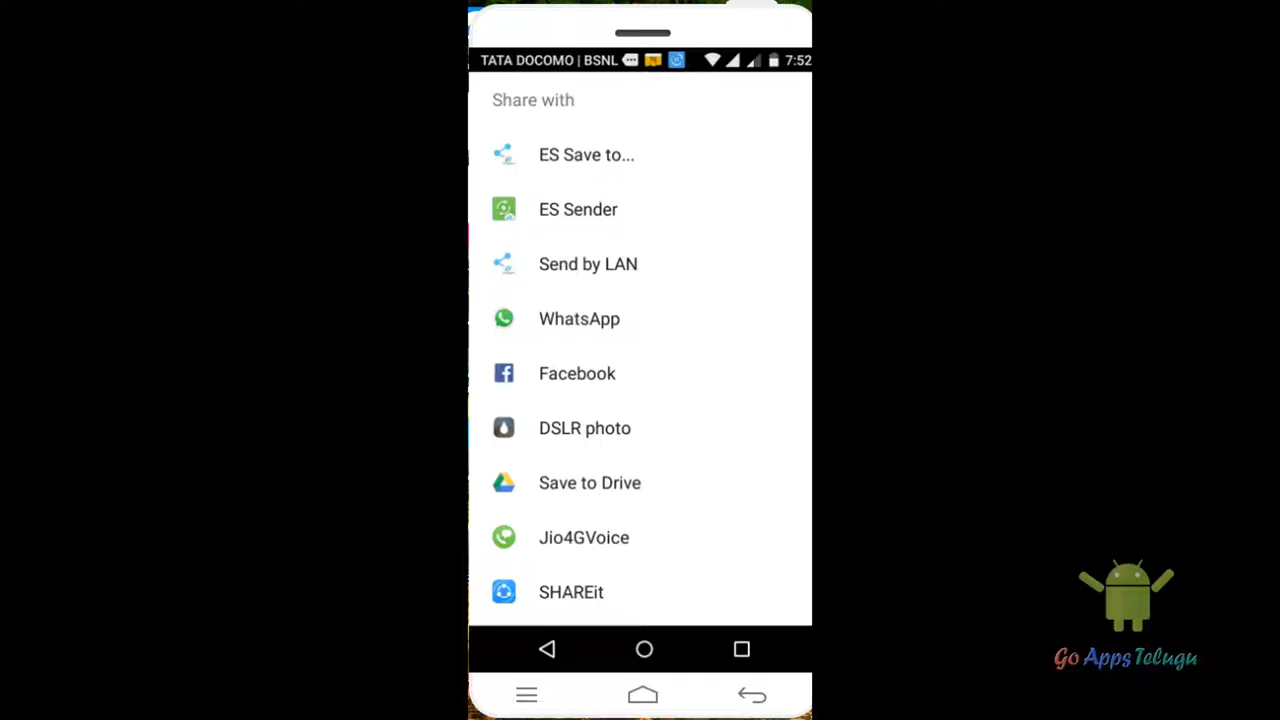 TATA DOCOMO | BSNL 7:52
Share with
ES Save to...
ES Sender
Send by LAN
WhatsApp
Facebook
DSLR photo
Save to Drive
Jio4GVoice
SHAREit
Go Apps Telugu